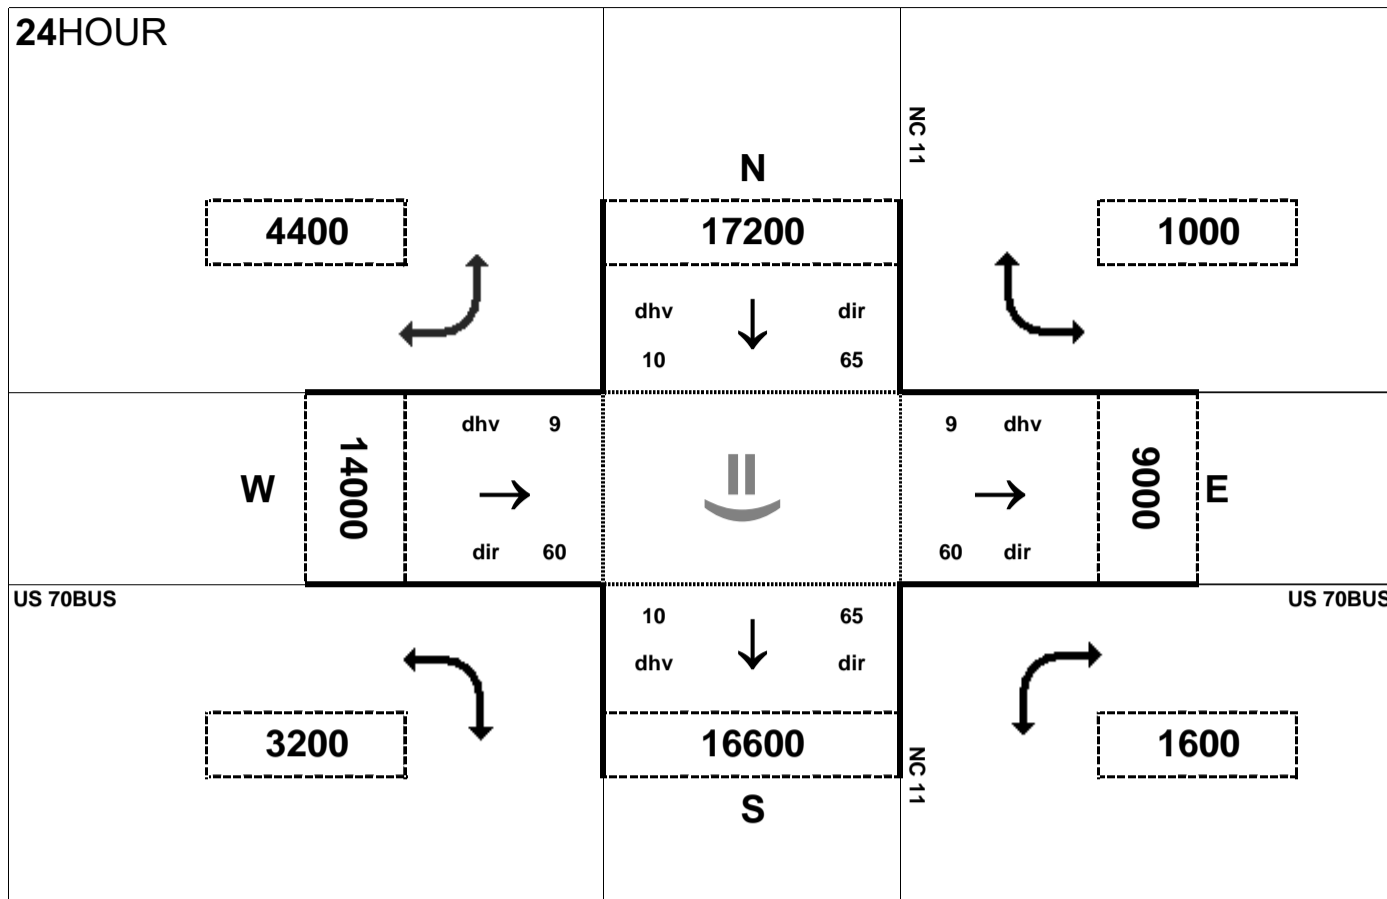 24HOUR
NC 11
N
4400
17200
1000
dhv
dir
10
65
dhv 9
9 dhv
W
14000
9000
E
dir 60
60 dir
US 70BUS
US 70BUS
10
65
dhv
dir
3200
16600
1600
NC 11
S